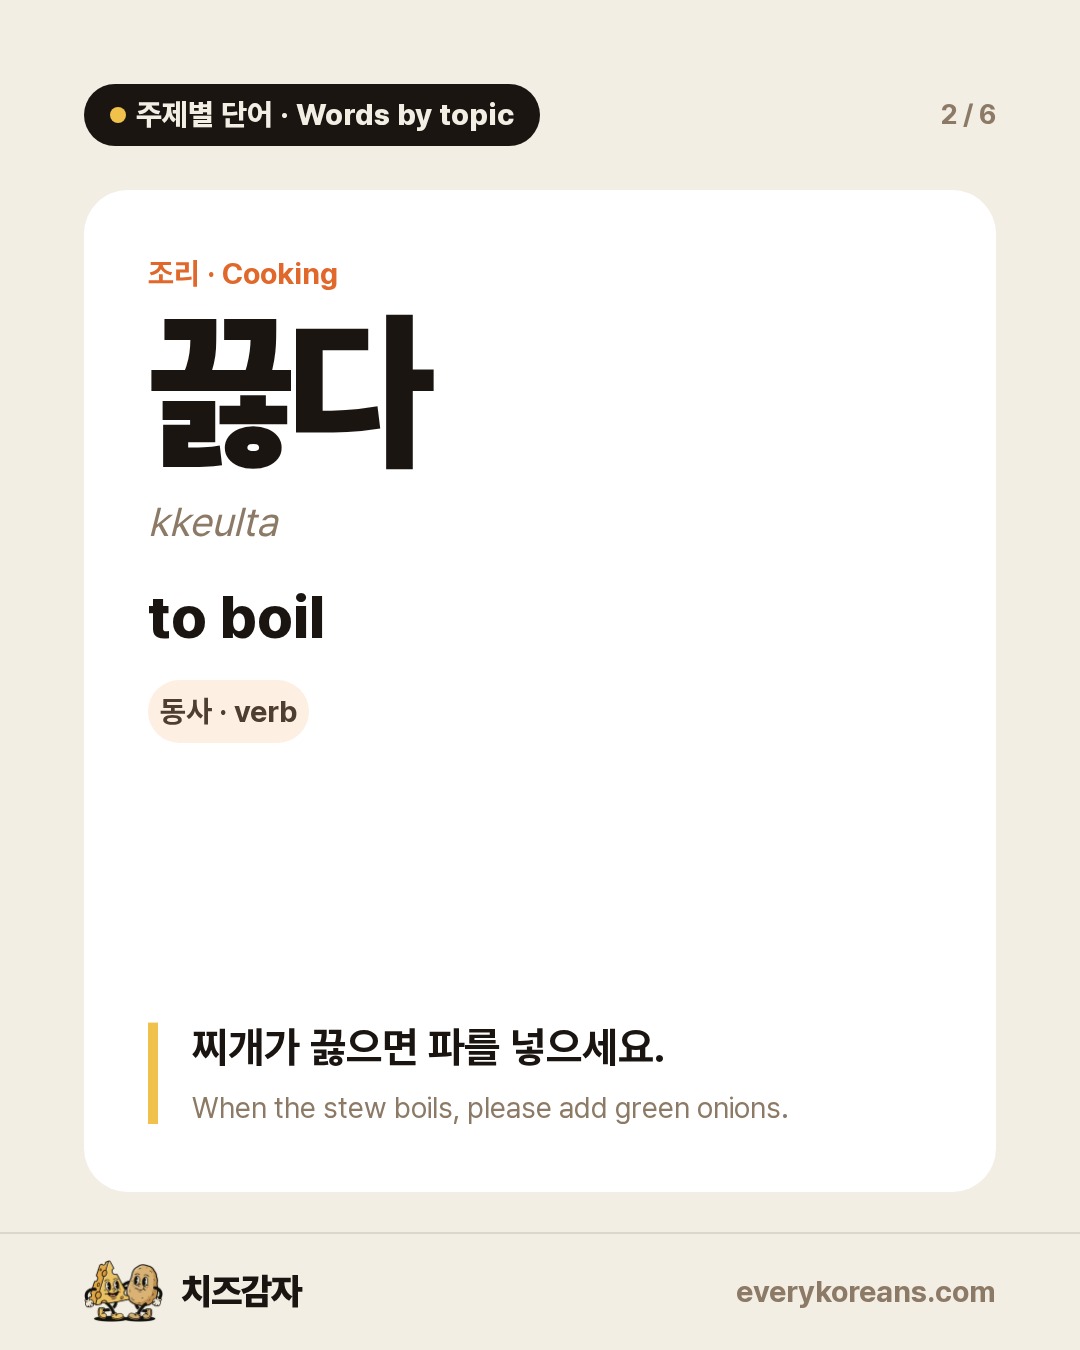 주제별 단어 · Words by topic
2 / 6
조리 · Cooking
끓다
kkeulta
to boil
동사 · verb
찌개가 끓으면 파를 넣으세요.
When the stew boils, please add green onions.
치즈감자
everykoreans.com